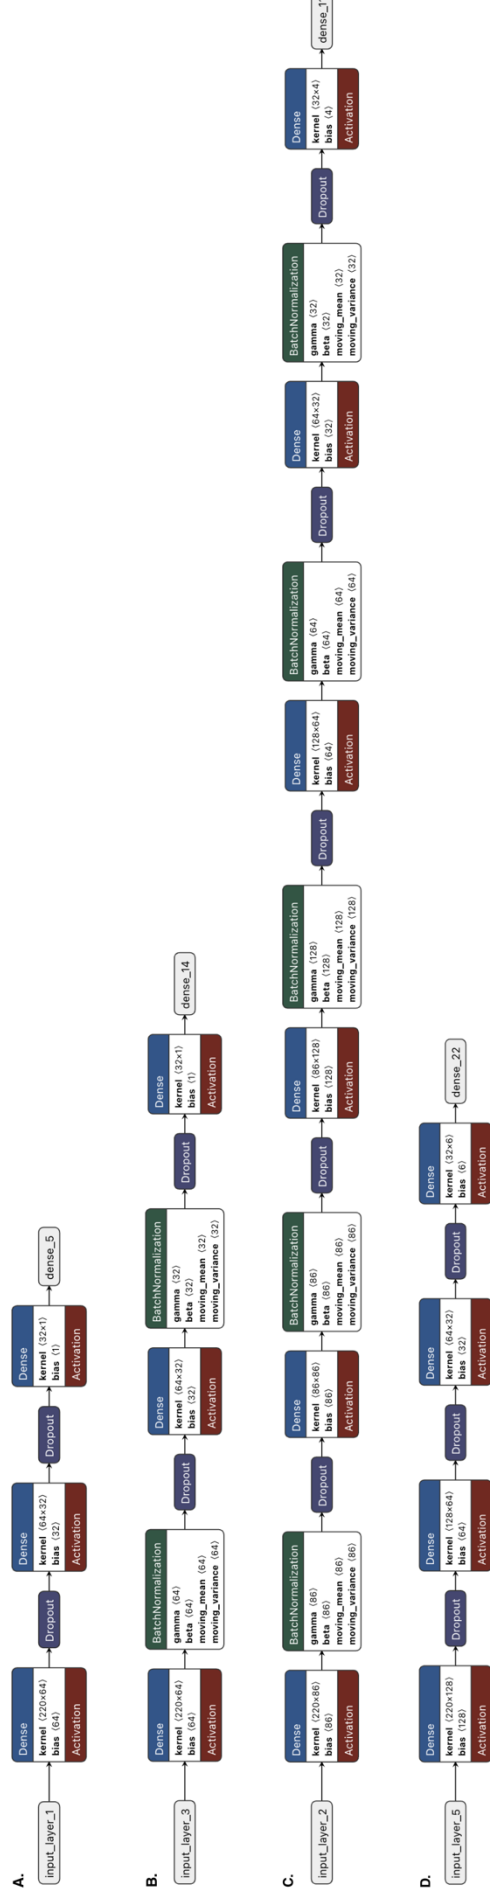 A.
input_layer_1
Dense
kernel ⟨220×64⟩
bias ⟨64⟩
Activation
Dropout
Dense
kernel ⟨64×32⟩
bias ⟨32⟩
Activation
Dropout
Dense
kernel ⟨32×1⟩
bias ⟨1⟩
Activation
dense_5
B.
input_layer_3
Dense
kernel ⟨220×64⟩
bias ⟨64⟩
Activation
BatchNormalization
gamma ⟨64⟩
beta ⟨64⟩
moving_mean ⟨64⟩
moving_variance ⟨64⟩
Dropout
Dense
kernel ⟨64×32⟩
bias ⟨32⟩
Activation
BatchNormalization
gamma ⟨32⟩
beta ⟨32⟩
moving_mean ⟨32⟩
moving_variance ⟨32⟩
Dropout
Dense
kernel ⟨32×1⟩
bias ⟨1⟩
Activation
dense_14
C.
input_layer_2
Dense
kernel ⟨220×86⟩
bias ⟨86⟩
Activation
BatchNormalization
gamma ⟨86⟩
beta ⟨86⟩
moving_mean ⟨86⟩
moving_variance ⟨86⟩
Dropout
Dense
kernel ⟨86×86⟩
bias ⟨86⟩
Activation
BatchNormalization
gamma ⟨86⟩
beta ⟨86⟩
moving_mean ⟨86⟩
moving_variance ⟨86⟩
Dropout
Dense
kernel ⟨86×128⟩
bias ⟨128⟩
Activation
BatchNormalization
gamma ⟨128⟩
beta ⟨128⟩
moving_mean ⟨128⟩
moving_variance ⟨128⟩
Dropout
Dense
kernel ⟨128×64⟩
bias ⟨64⟩
Activation
BatchNormalization
gamma ⟨64⟩
beta ⟨64⟩
moving_mean ⟨64⟩
moving_variance ⟨64⟩
Dropout
Dense
kernel ⟨64×32⟩
bias ⟨32⟩
Activation
BatchNormalization
gamma ⟨32⟩
beta ⟨32⟩
moving_mean ⟨32⟩
moving_variance ⟨32⟩
Dropout
Dense
kernel ⟨32×4⟩
bias ⟨4⟩
Activation
D.
input_layer_5
Dense
kernel ⟨220×128⟩
bias ⟨128⟩
Activation
Dropout
Dense
kernel ⟨128×64⟩
bias ⟨64⟩
Activation
Dropout
Dense
kernel ⟨64×32⟩
bias ⟨32⟩
Activation
Dropout
Dense
kernel ⟨32×6⟩
bias ⟨6⟩
Activation
dense_22